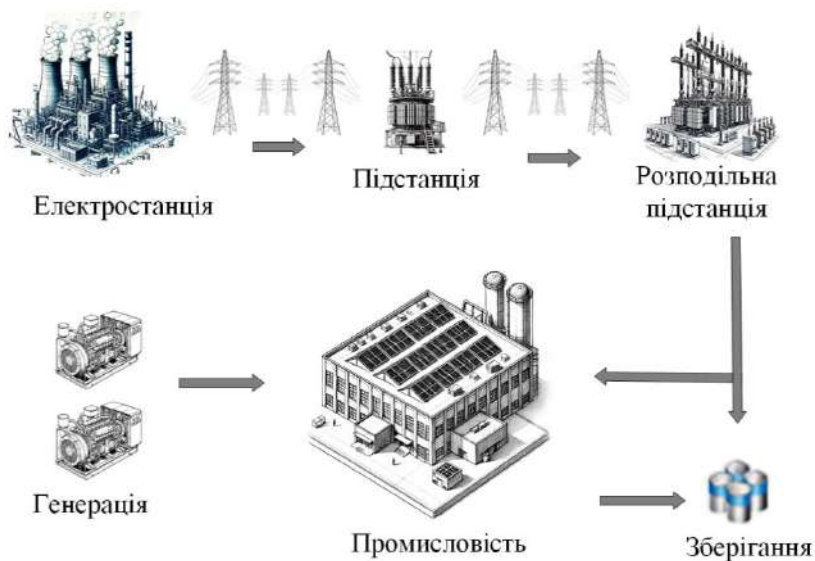 Електростанція
Підстанція
Розподільна
підстанція
Генерація
Промисловість
Зберігання